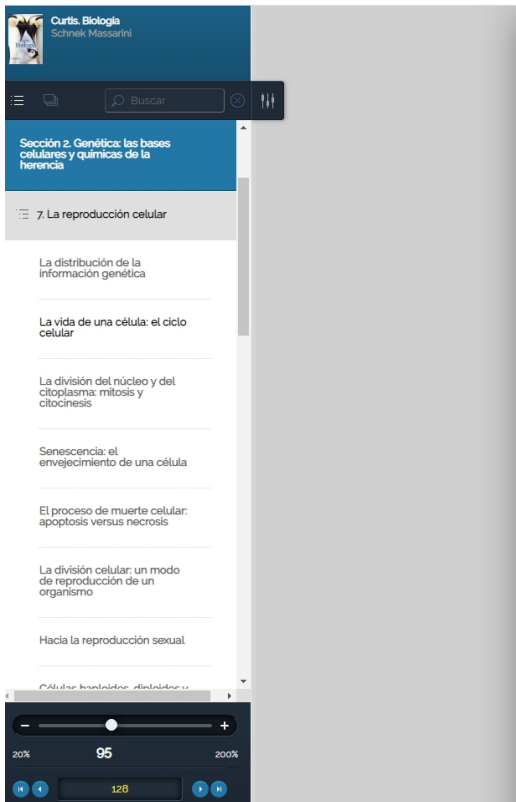 Curtis. Biología
Schnek Massarini
Buscar
Sección 2. Genética: las bases
celulares y químicas de la
herencia
7. La reproducción celular
La distribución de la
información genética
La vida de una célula: el ciclo
celular
La división del núcleo y del
citoplasma: mitosis y
citocinesis
Senescencia: el
envejecimiento de una célula
El proceso de muerte celular:
apoptosis versus necrosis
La división celular: un modo
de reproducción de un
organismo
Hacia la reproducción sexual
Células haploides, diploides y
20% 95 200%
128